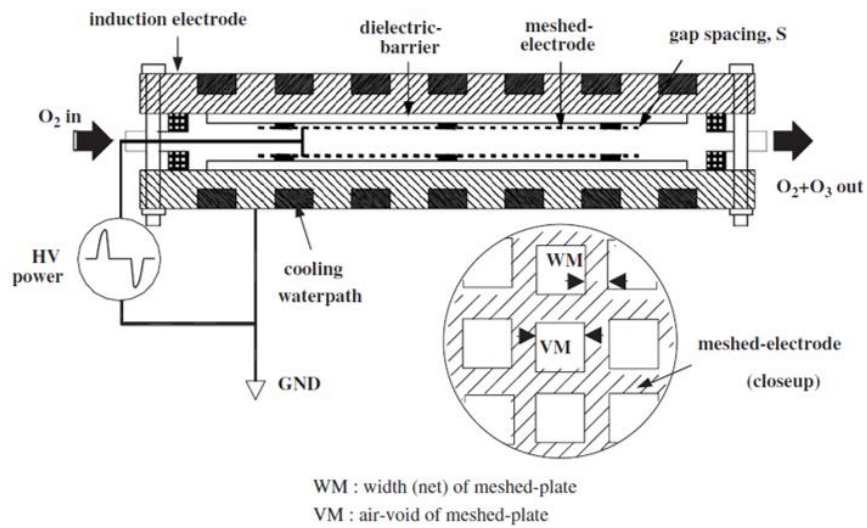 induction electrode
dielectric-
barrier
meshed-
electrode
gap spacing, S
O2 in
O2+O3 out
HV
power
cooling
waterpath
WM
VM
GND
meshed-electrode
(closeup)
WM : width (net) of meshed-plate
VM : air-void of meshed-plate